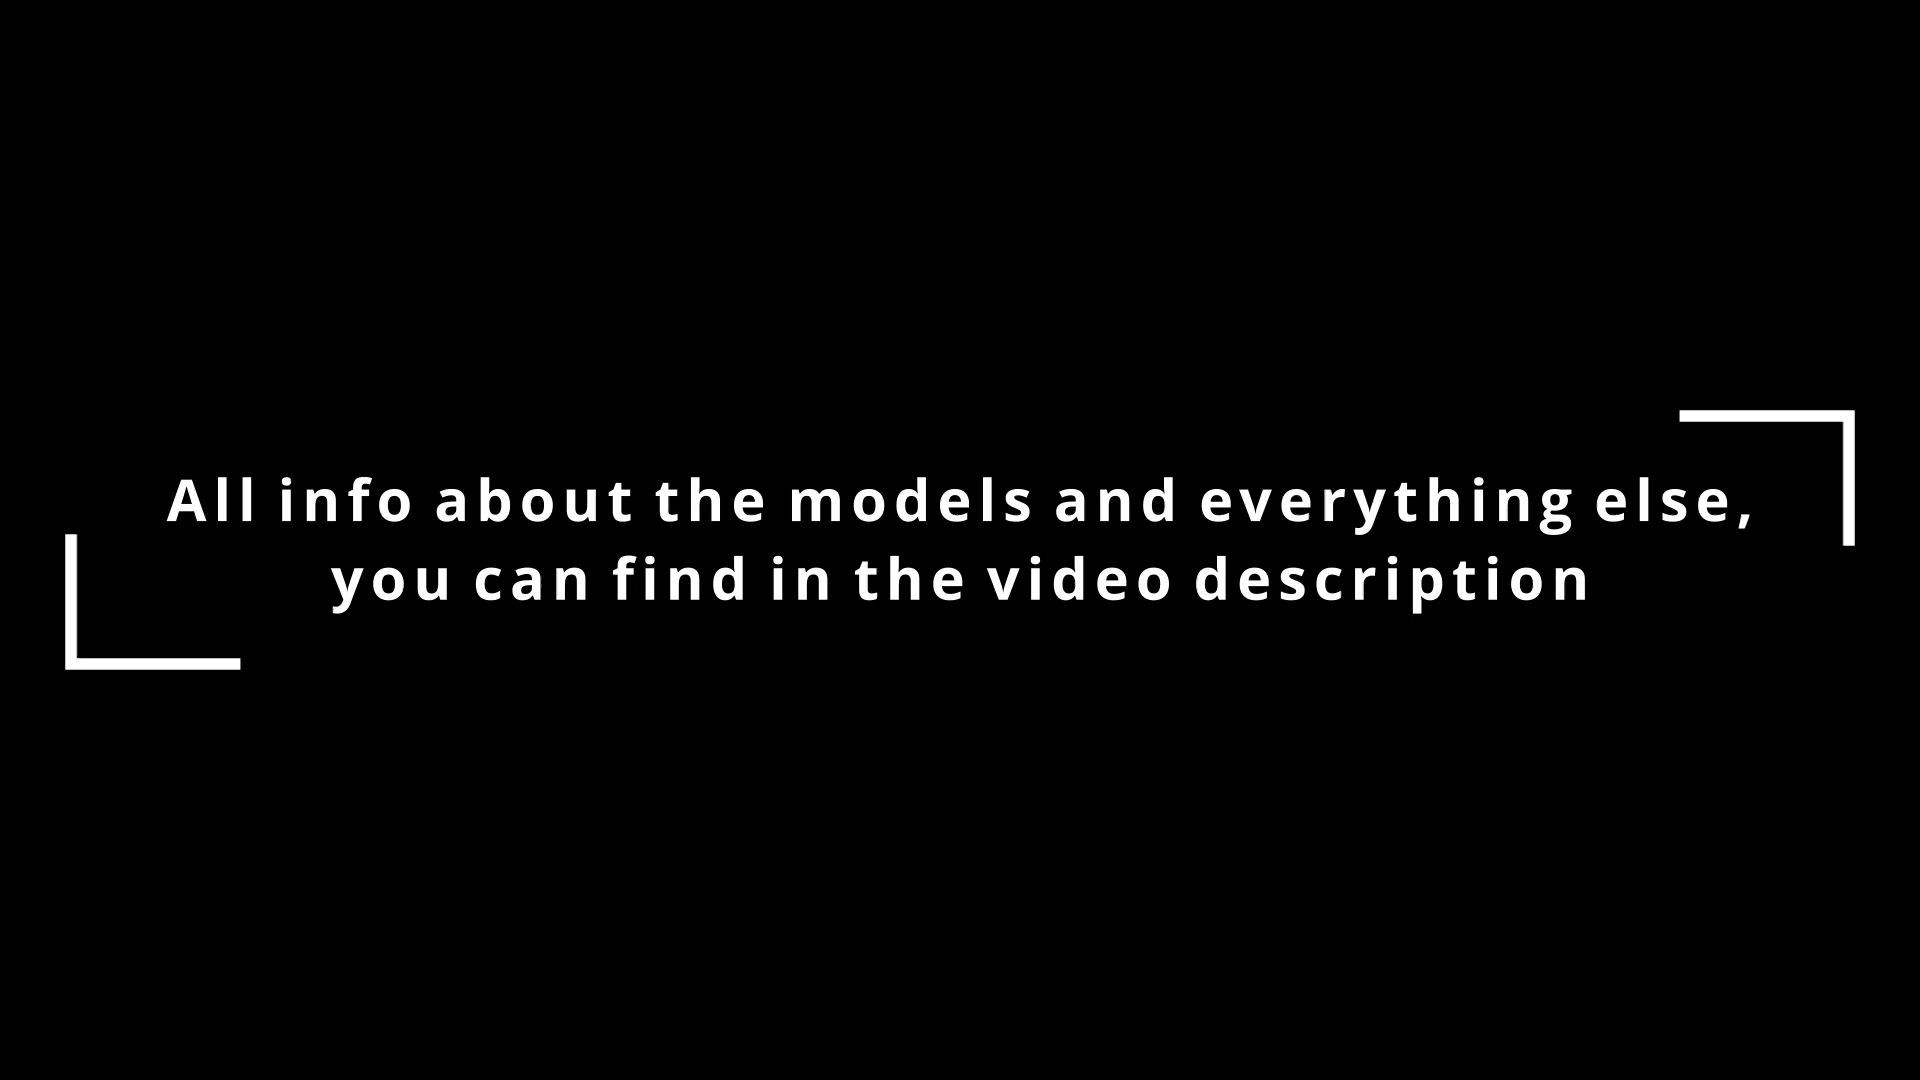 All info about the models and everything else,
you can find in the video description